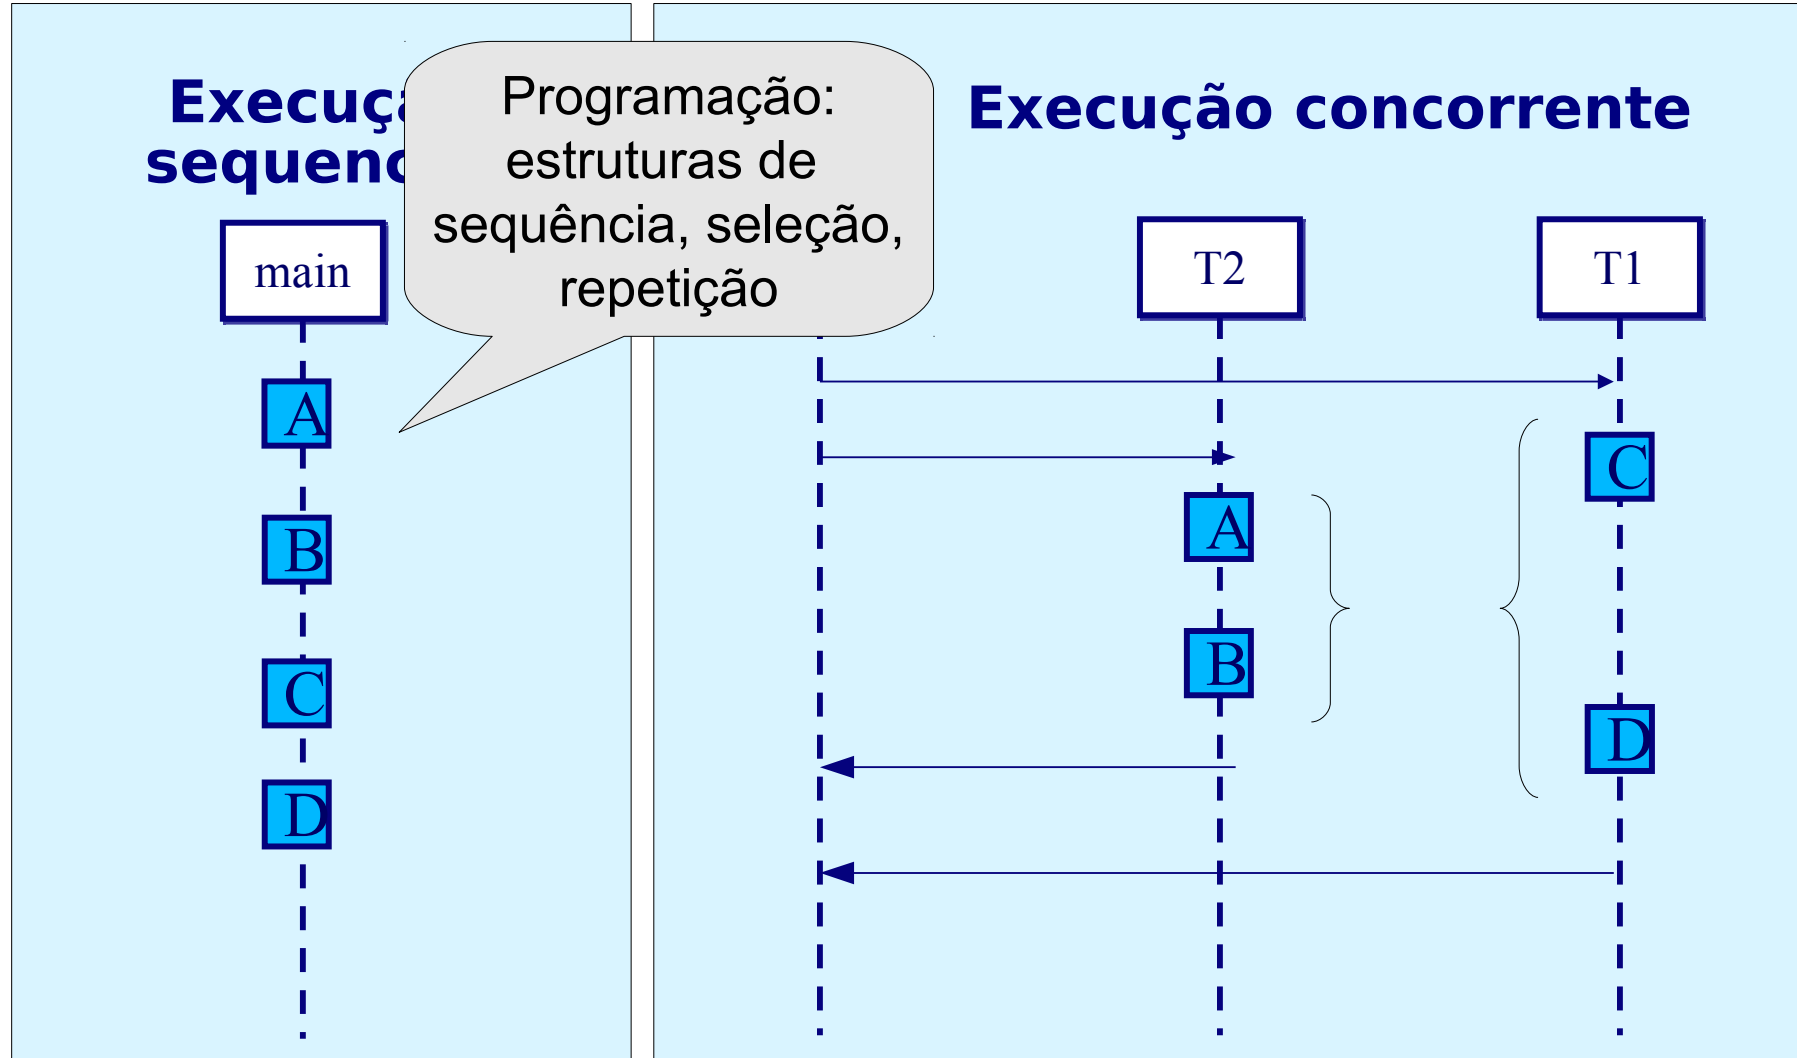 Execuç
sequenc
Programação:
estruturas de
sequência, seleção,
repetição
main
A
B
C
D
Execução concorrente
T2
T1
C
A
B
D